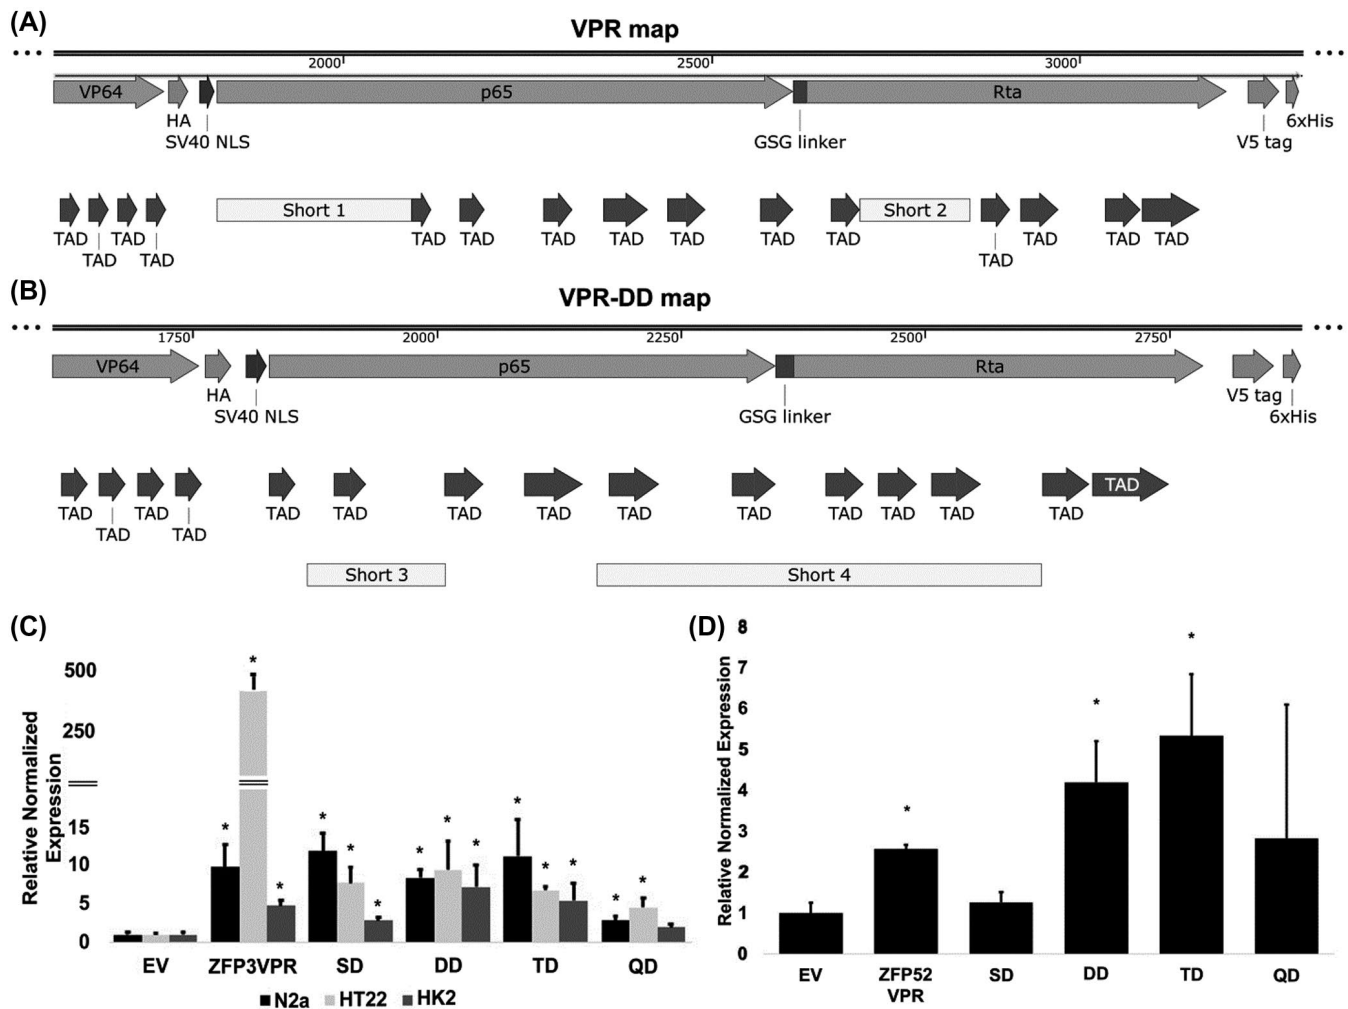 (A)
VPR map
2000
2500
3000
VP64
p65
Rta
HA
SV40 NLS
GSG linker
V5 tag
6xHis
Short 1
Short 2
TAD TAD TAD TAD TAD TAD TAD TAD TAD TAD TAD TAD TAD
TAD TAD TAD
(B)
VPR-DD map
1750
2000
2250
2500
2750
VP64
p65
Rta
HA
SV40 NLS
GSG linker
V5 tag
6xHis
TAD
TAD TAD TAD TAD TAD TAD TAD TAD TAD TAD TAD TAD
TAD TAD
Short 3
Short 4
(C)
Relative Normalized
Expression
500
250
15
10
5
0
* * * * * * * * * * * * * *
EV ZFP3VPR SD DD TD QD
N2a HT22 HK2
(D)
Relative Normalized Expression
8
7
6
5
4
3
2
1
0
* * *
EV ZFP52 VPR SD DD TD QD